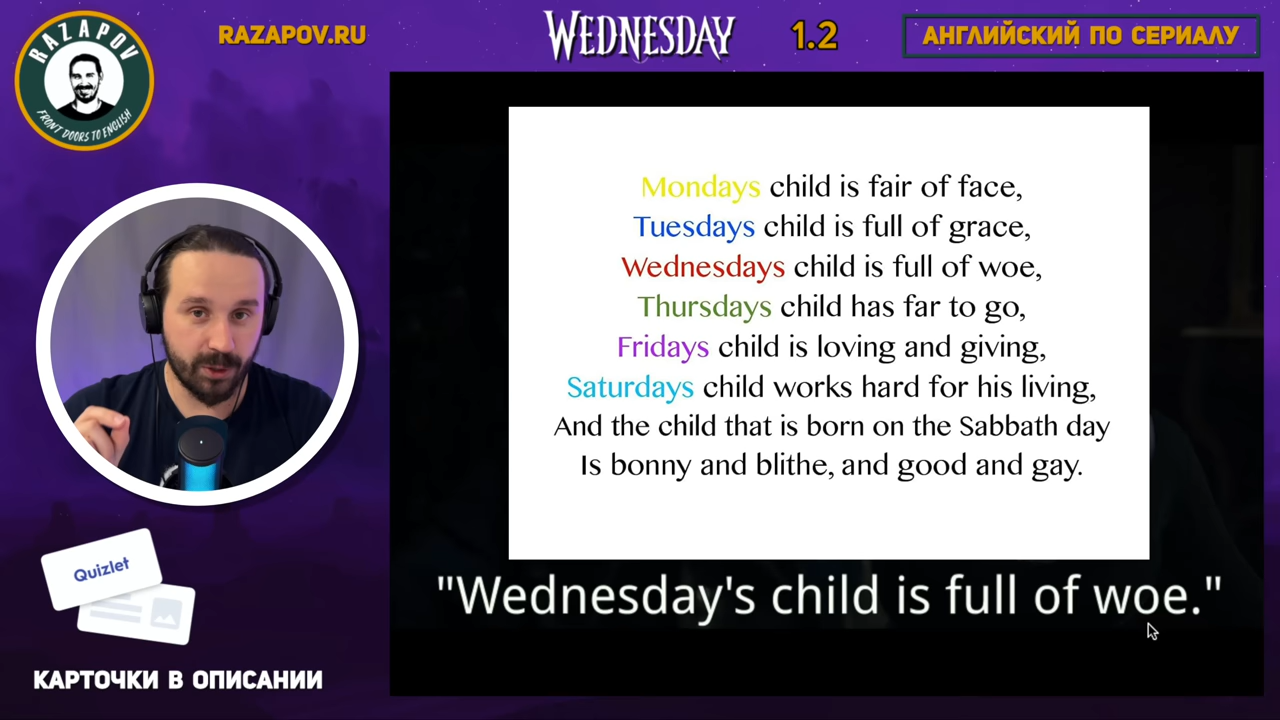 RAZAPOV
FRONT DOORS TO ENGLISH
RAZAPOV.RU
WEDNESDAY
1.2
АНГЛИЙСКИЙ ПО СЕРИАЛУ
Mondays child is fair of face,
Tuesdays child is full of grace,
Wednesdays child is full of woe,
Thursdays child has far to go,
Fridays child is loving and giving,
Saturdays child works hard for his living,
And the child that is born on the Sabbath day
Is bonny and blithe, and good and gay.
"Wednesday's child is full of woe."
Quizlet
КАРТОЧКИ В ОПИСАНИИ